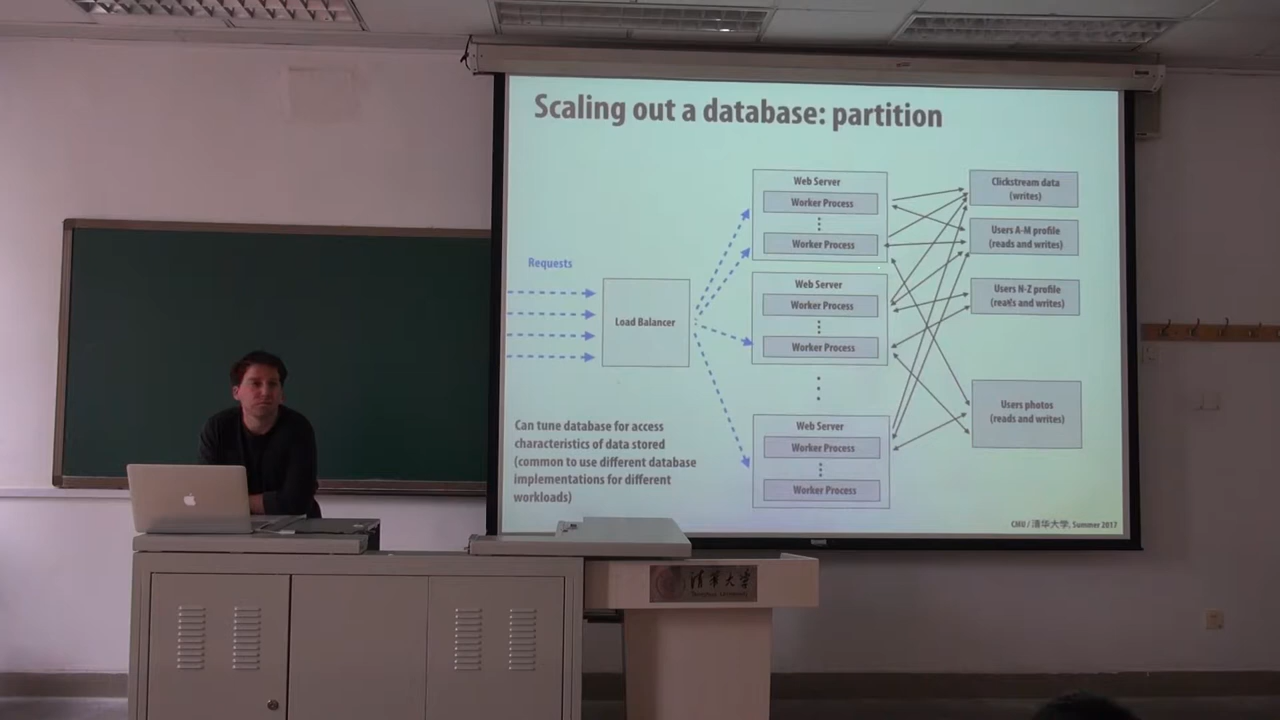 Scaling out a database: partition
Requests
Load Balancer
Web Server
Worker Process
Worker Process
Web Server
Worker Process
Worker Process
Web Server
Worker Process
Worker Process
Clickstream data
(writes)
Users A-M profile
(reads and writes)
Users N-Z profile
(reads and writes)
Users photos
(reads and writes)
Can tune database for access
characteristics of data stored
(common to use different database
implementations for different
workloads)
CMU / 清华大学, Summer 2017
清华大学
Tsinghua University